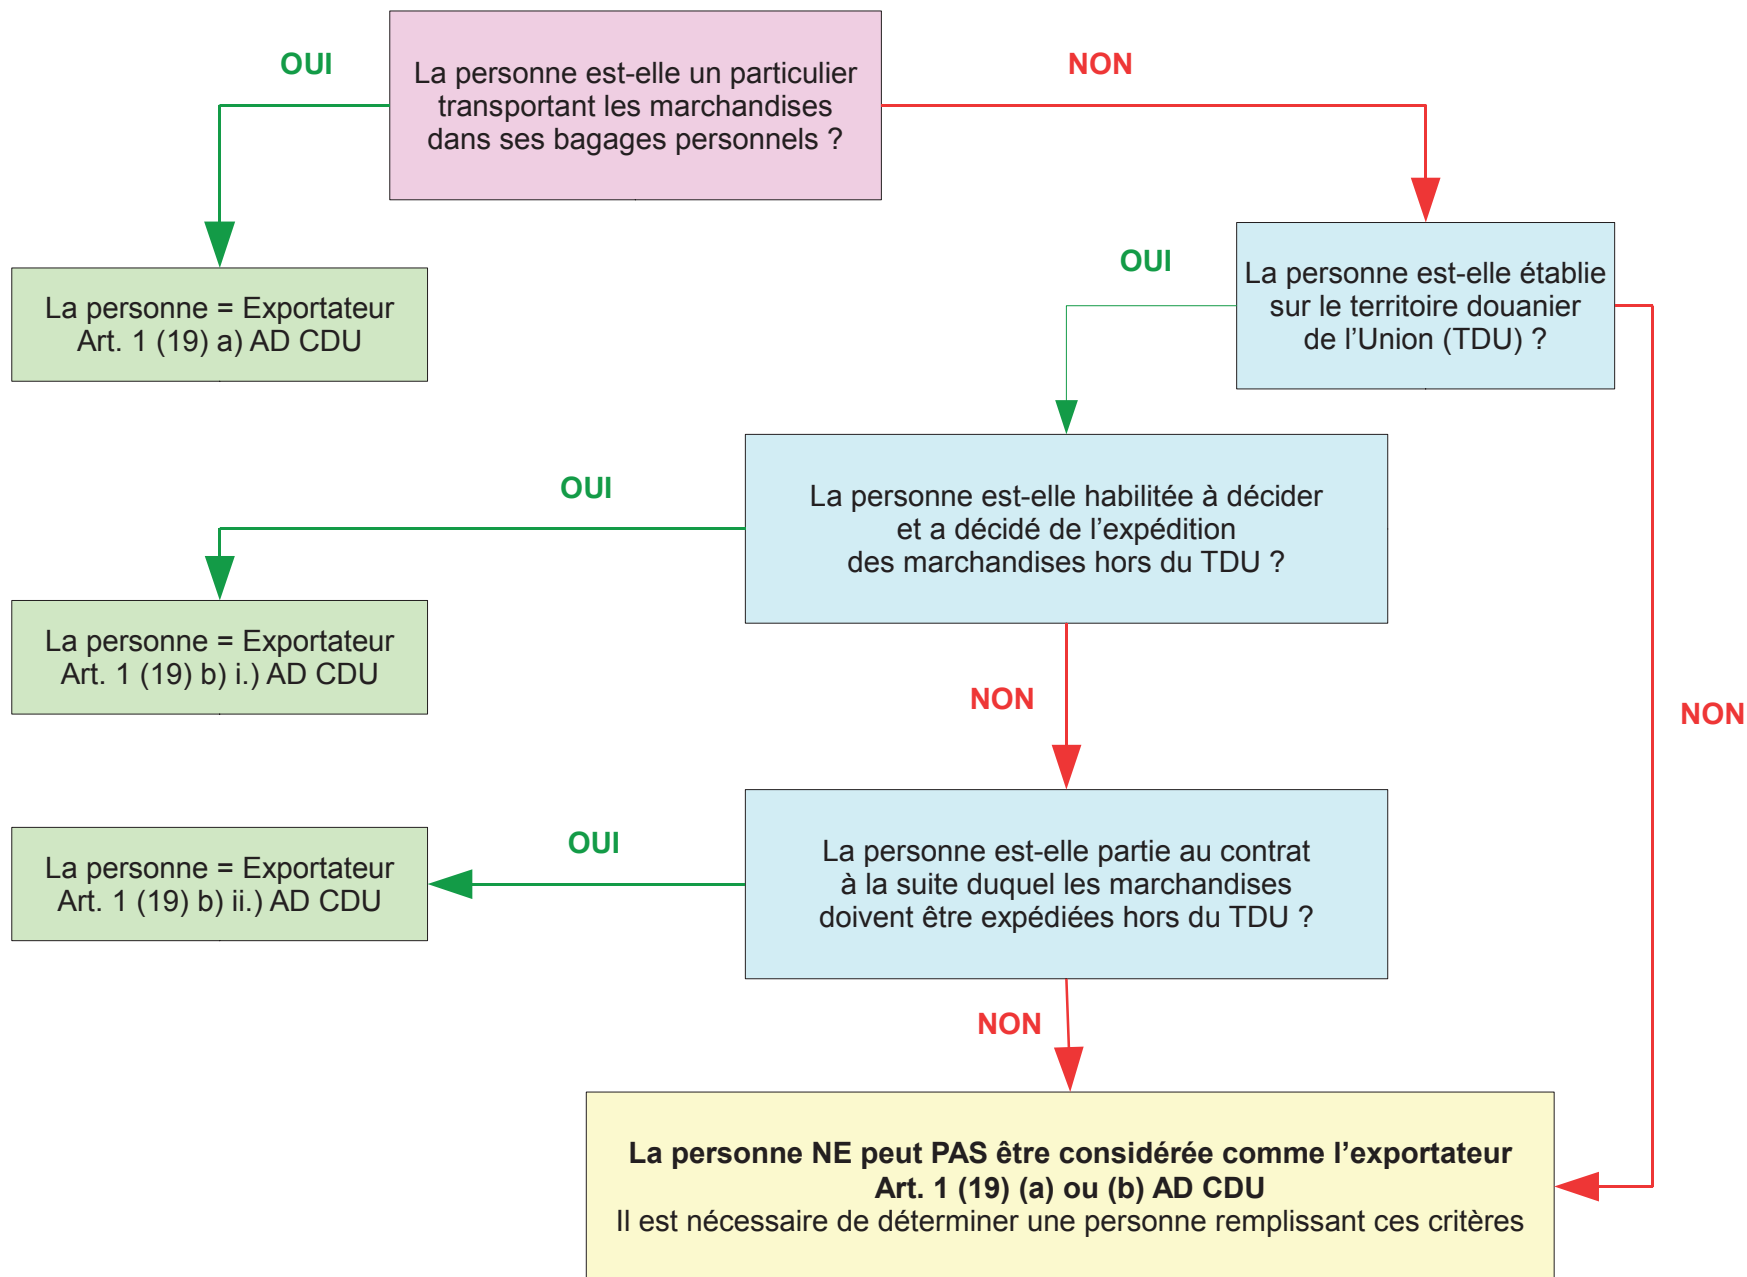 OUI
La personne est-elle un particulier
transportant les marchandises
dans ses bagages personnels ?
NON
La personne = Exportateur
Art. 1 (19) a) AD CDU
OUI
La personne est-elle établie
sur le territoire douanier
de l’Union (TDU) ?
OUI
La personne est-elle habilitée à décider
et a décidé de l’expédition
des marchandises hors du TDU ?
La personne = Exportateur
Art. 1 (19) b) i.) AD CDU
NON
NON
La personne = Exportateur
Art. 1 (19) b) ii.) AD CDU
OUI
La personne est-elle partie au contrat
à la suite duquel les marchandises
doivent être expédiées hors du TDU ?
NON
La personne NE peut PAS être considérée comme l’exportateur
Art. 1 (19) (a) ou (b) AD CDU
Il est nécessaire de déterminer une personne remplissant ces critères